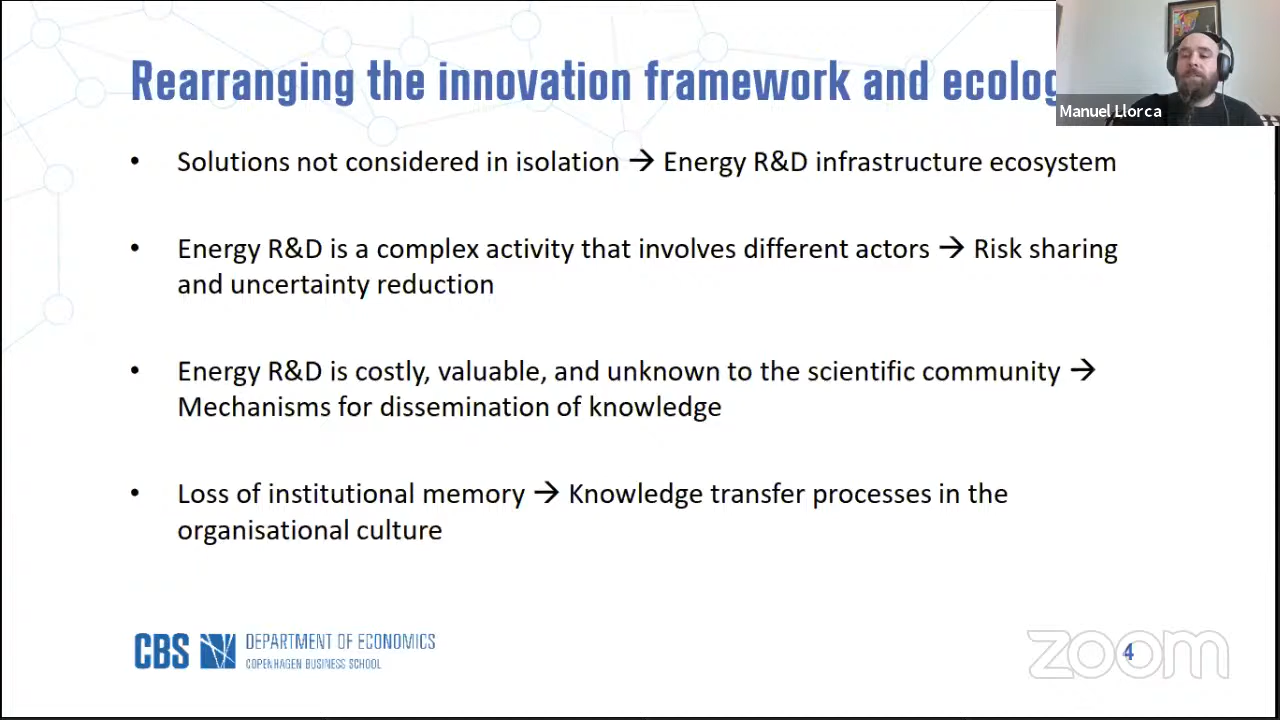 Rearranging the innovation framework and
Manuel Llorca
• Solutions not considered in isolation → Energy R&D infrastructure ecosystem
• Energy R&D is a complex activity that involves different actors → Risk sharing
and uncertainty reduction
• Energy R&D is costly, valuable, and unknown to the scientific community →
Mechanisms for dissemination of knowledge
• Loss of institutional memory → Knowledge transfer processes in the
organisational culture
CBS DEPARTMENT OF ECONOMICS
COPENHAGEN BUSINESS SCHOOL
zoom
4